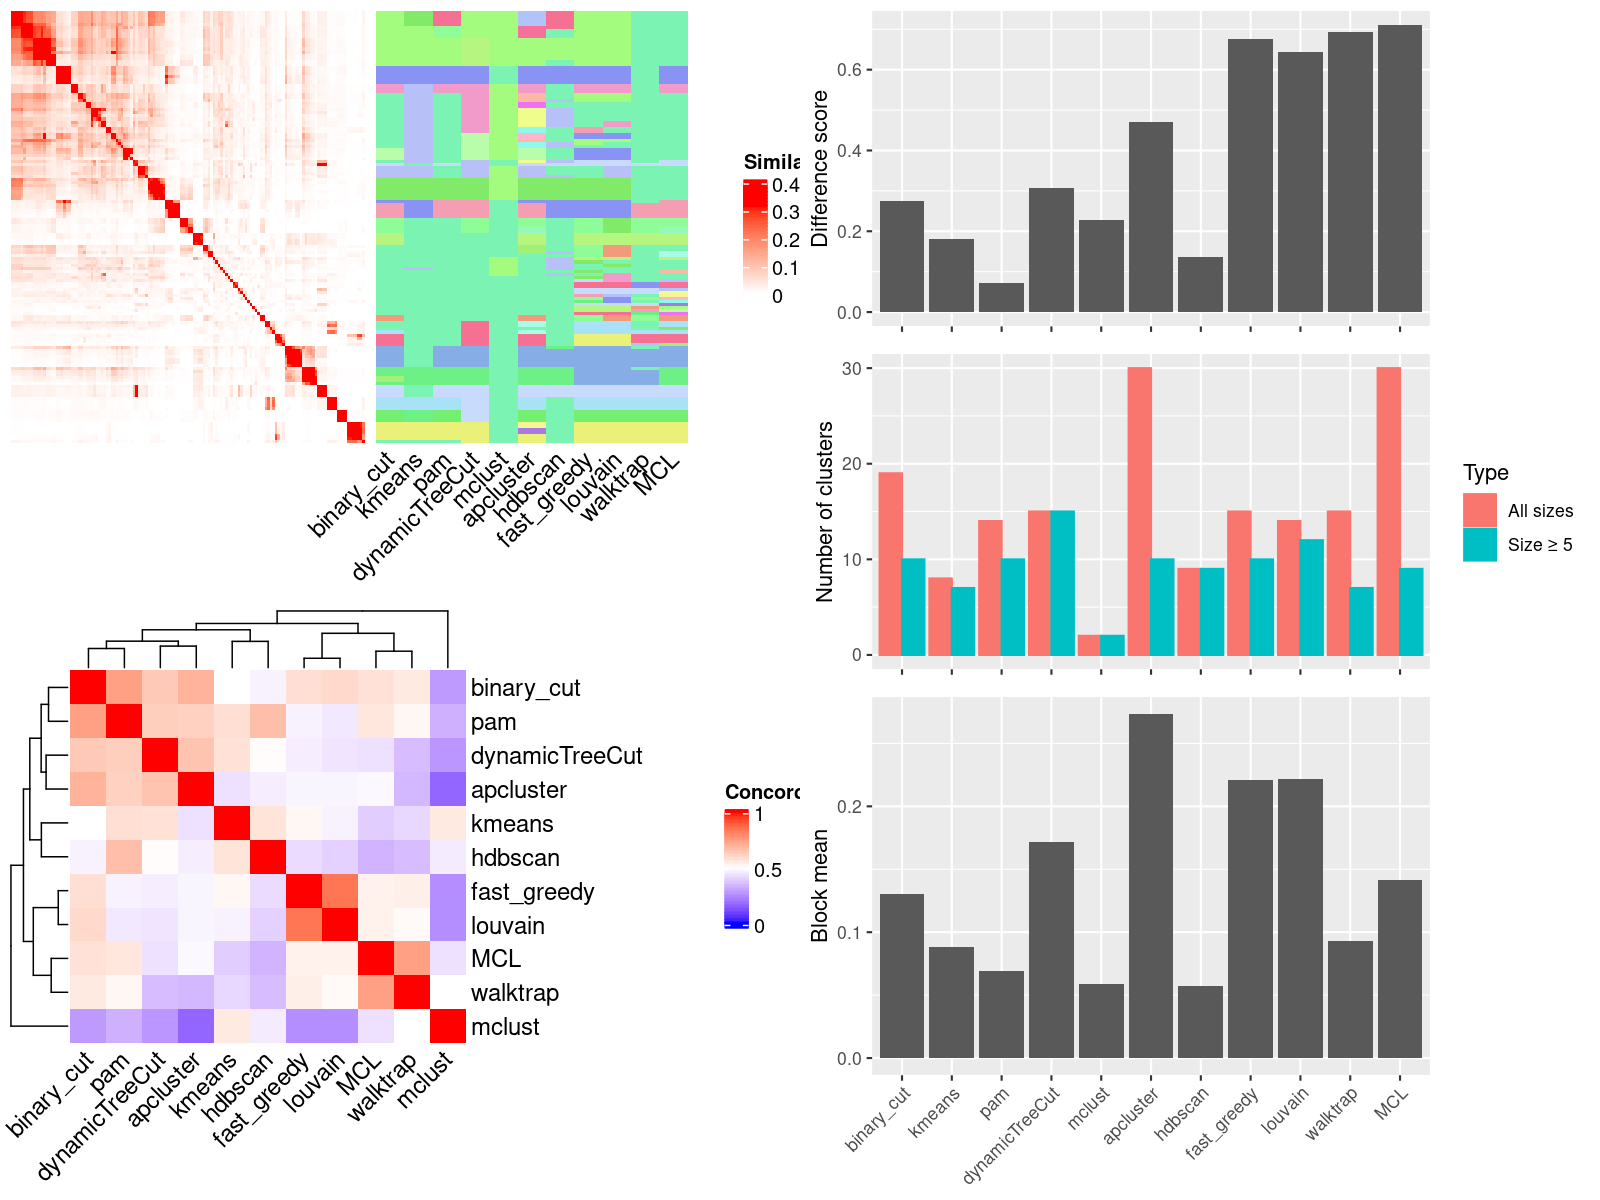 Simila
0.4
0.3
0.2
0.1
0
binary_cut
kmeans
pam
dynamicTreeCut
mclust
apcluster
hdbscan
fast_greedy
louvain
walktrap
MCL
binary_cut
pam
dynamicTreeCut
apcluster
kmeans
hdbscan
fast_greedy
louvain
MCL
walktrap
mclust
binary_cut
pam
dynamicTreeCut
apcluster
kmeans
hdbscan
fast_greedy
louvain
MCL
walktrap
mclust
Concord
1
0.5
0
Difference score
0.6
0.4
0.2
0.0
Number of clusters
30
20
10
0
Type
All sizes
Size ≥ 5
Block mean
0.2
0.1
0.0
binary_cut
kmeans
pam
dynamicTreeCut
mclust
apcluster
hdbscan
fast_greedy
louvain
walktrap
MCL